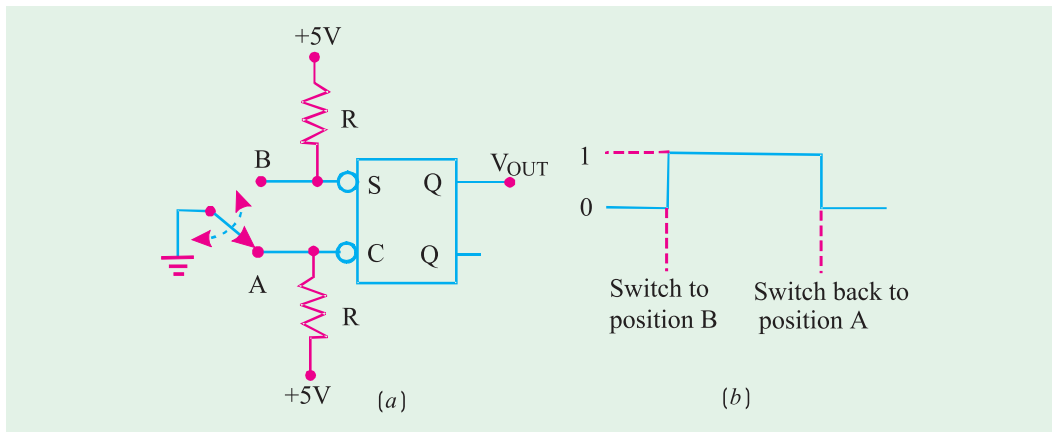 +5V
R
B
S
Q
VOUT
A
C
Q
R
+5V
(a)
1
0
Switch to
position B
Switch back to
position A
(b)